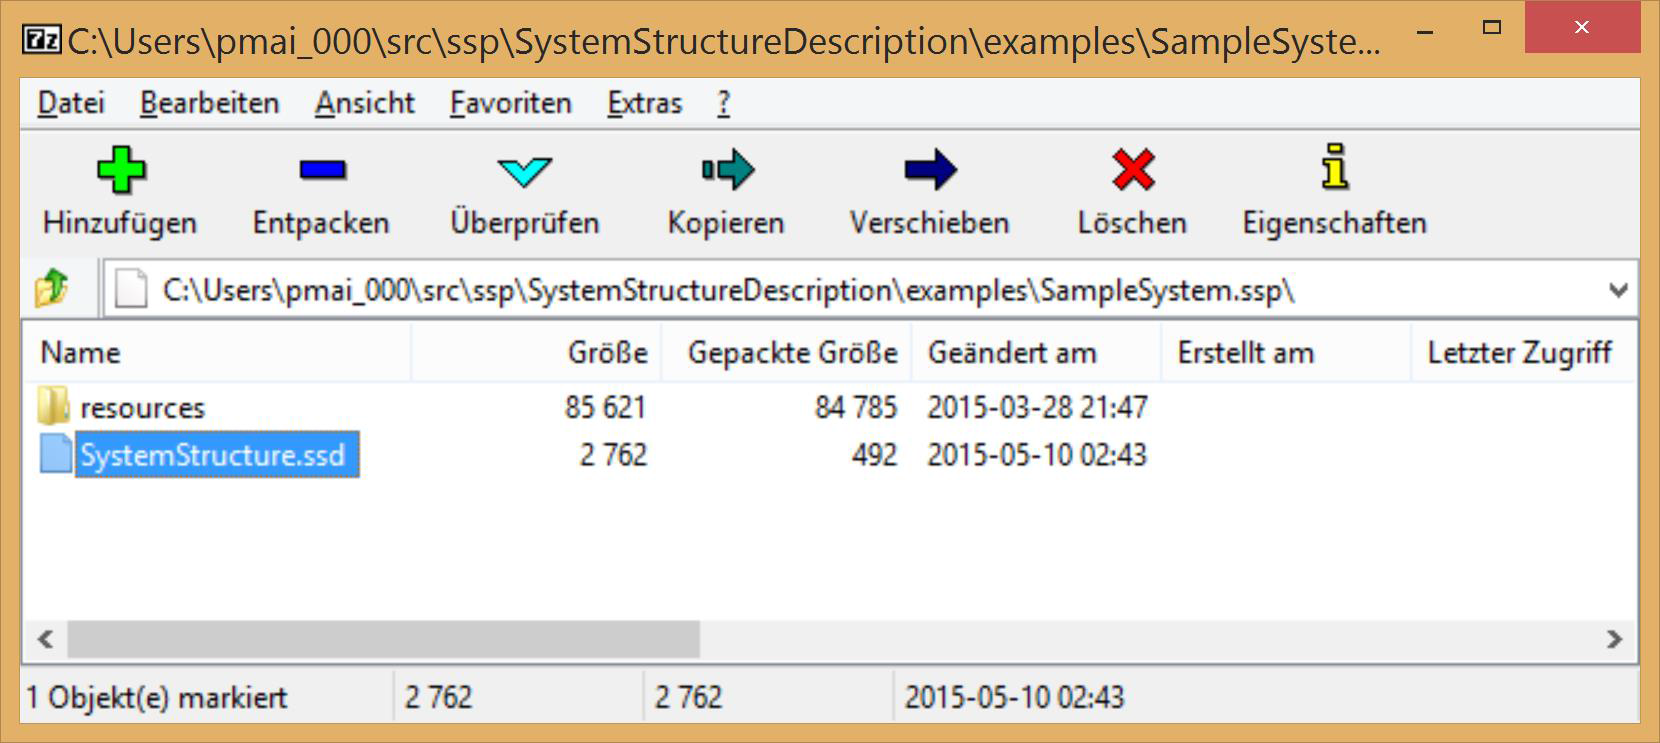 7z C:\Users\pmai_000\src\ssp\SystemStructureDescription\examples\SampleSyste...
Datei Bearbeiten Ansicht Favoriten Extras ?
Hinzufügen Entpacken Überprüfen Kopieren Verschieben Löschen Eigenschaften
C:\Users\pmai_000\src\ssp\SystemStructureDescription\examples\SampleSystem.ssp\
Name Größe Gepackte Größe Geändert am Erstellt am Letzter Zugriff
resources 85 621 84 785 2015-03-28 21:47
SystemStructure.ssd 2 762 492 2015-05-10 02:43
1 Objekt(e) markiert 2 762 2 762 2015-05-10 02:43